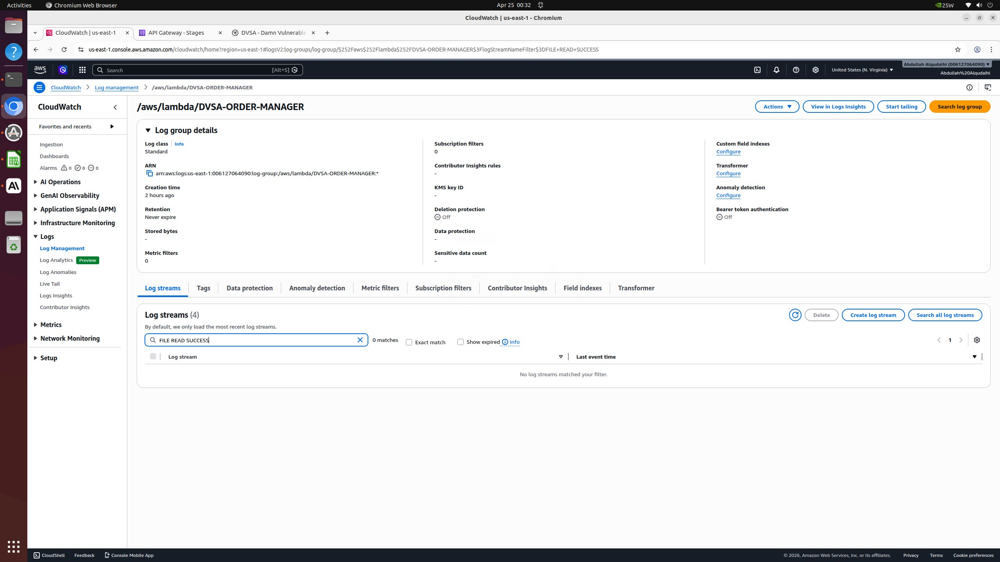 Activities
Chromium Web Browser
Apr 25 00:32
25W
CloudWatch | us-east-1 - Chromium
CloudWatch | us-east-1
API Gateway - Stages
DVSA - Damn Vulnerable
us-east-1.console.aws.amazon.com/cloudwatch/home?region=us-east-1#logsV2:log-groups/log-group/$252Faws$252Flambda$252FDVSA-ORDER-MANAGER$3FlogStreamNameFilter$3DFILE+READ+SUCCESS
aws
Search
[Alt+S]
United States (N. Virginia)
Abdullah Alqudaihi (006127064090)
Abdullah%20Alqudaihi
CloudWatch
Log management
/aws/lambda/DVSA-ORDER-MANAGER
CloudWatch
Favorites and recents
Ingestion
Dashboards
Alarms 0 0 0
AI Operations
GenAI Observability
Application Signals (APM)
Infrastructure Monitoring
Logs
Log Management
Log Analytics Preview
Log Anomalies
Live Tail
Logs Insights
Contributor Insights
Metrics
Network Monitoring
Setup
/aws/lambda/DVSA-ORDER-MANAGER
Actions
View in Logs Insights
Start tailing
Search log group
Log group details
Log class Info
Standard
ARN
arn:aws:logs:us-east-1:006127064090:log-group:/aws/lambda/DVSA-ORDER-MANAGER:*
Creation time
2 hours ago
Retention
Never expire
Stored bytes
-
Metric filters
0
Subscription filters
0
Contributor Insights rules
-
KMS key ID
-
Deletion protection
Off
Data protection
-
Sensitive data count
-
Custom field indexes
Configure
Transformer
Configure
Anomaly detection
Configure
Bearer token authentication
Off
Log streams
Tags
Data protection
Anomaly detection
Metric filters
Subscription filters
Contributor Insights
Field indexes
Transformer
Log streams (4)
Delete
Create log stream
Search all log streams
By default, we only load the most recent log streams.
FILE READ SUCCESS
0 matches
Exact match
Show expired
Info
1
Log stream
Last event time
No log streams matched your filter.
CloudShell
Feedback
Console Mobile App
© 2026, Amazon Web Services, Inc. or its affiliates.
Privacy
Terms
Cookie preferences